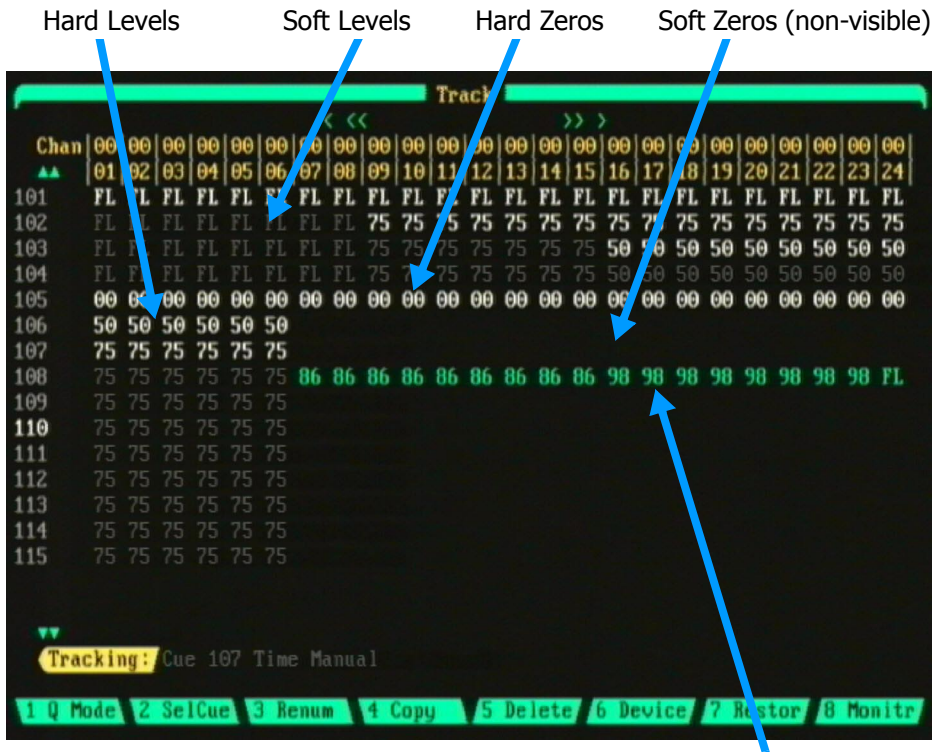 Hard Levels Soft Levels Hard Zeros Soft Zeros (non-visible)
Track
< << >> >
Chan 00 00 00 00 00 00 00 00 00 00 00 00 00 00 00 00 00 00 00 00 00 00 00 00
01 02 03 04 05 06 07 08 09 10 11 12 13 14 15 16 17 18 19 20 21 22 23 24
101 FL FL FL FL FL FL FL FL FL FL FL FL FL FL FL FL FL FL FL FL FL FL FL FL
102 FL FL FL FL FL FL FL FL 75 75 75 75 75 75 75 75 75 75 75 75 75 75 75 75
103 FL FL FL FL FL FL FL FL 75 75 75 75 75 75 75 50 50 50 50 50 50 50 50 50
104 FL FL FL FL FL FL FL FL 75 75 75 75 75 75 75 50 50 50 50 50 50 50 50 50
105 00 00 00 00 00 00 00 00 00 00 00 00 00 00 00 00 00 00 00 00 00 00 00 00
106 50 50 50 50 50 50
107 75 75 75 75 75 75
108 75 75 75 75 75 75 86 86 86 86 86 86 86 86 86 98 98 98 98 98 98 98 98 FL
109 75 75 75 75 75 75
110 75 75 75 75 75 75
111 75 75 75 75 75 75
112 75 75 75 75 75 75
113 75 75 75 75 75 75
114 75 75 75 75 75 75
115 75 75 75 75 75 75
Tracking: Cue 107 Time Manual
1 Q Mode 2 SelCue 3 Renum 4 Copy 5 Delete 6 Device 7 Restor 8 Monitr